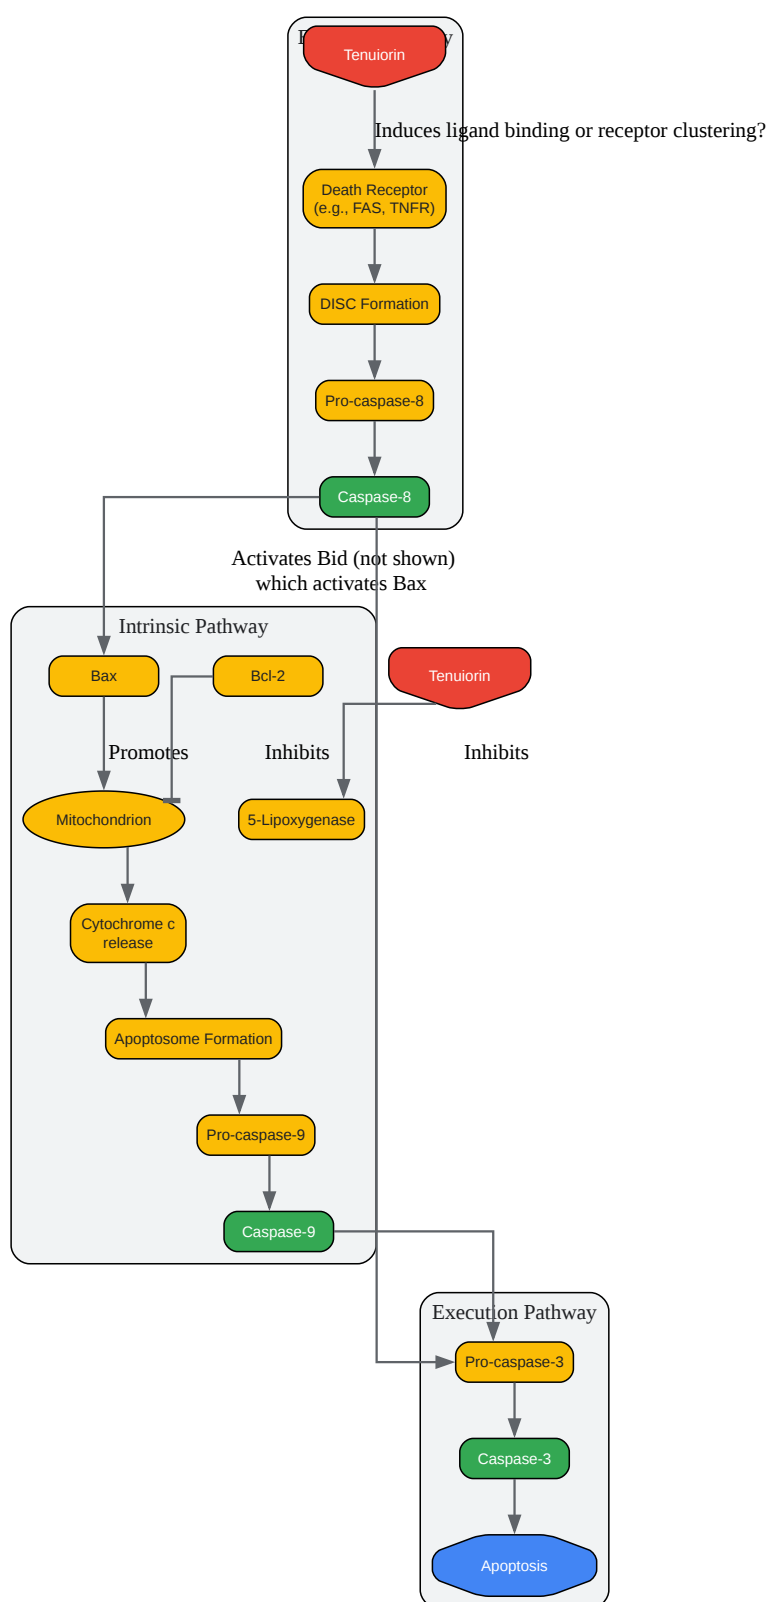 Tenuiorin
Induces ligand binding or receptor clustering?
Death Receptor
(e.g., FAS, TNFR)
DISC Formation
Pro-caspase-8
Caspase-8
Activates Bid (not shown)
which activates Bax
Intrinsic Pathway
Bax
Bcl-2
Tenuiorin
Promotes
Inhibits
Inhibits
Mitochondrion
5-Lipoxygenase
Cytochrome c
release
Apoptosome Formation
Pro-caspase-9
Caspase-9
Execution Pathway
Pro-caspase-3
Caspase-3
Apoptosis